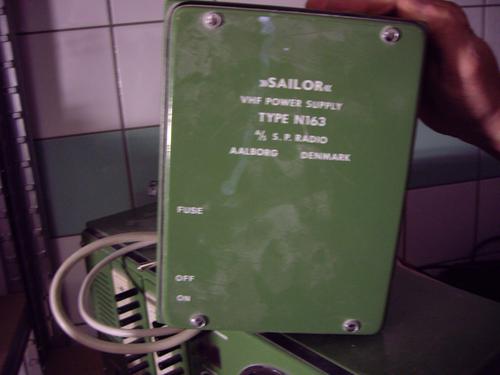 »SAILOR«
VHF POWER SUPPLY
TYPE N163
A/S S. P. RADIO
AALBORG DENMARK
FUSE
OFF
ON